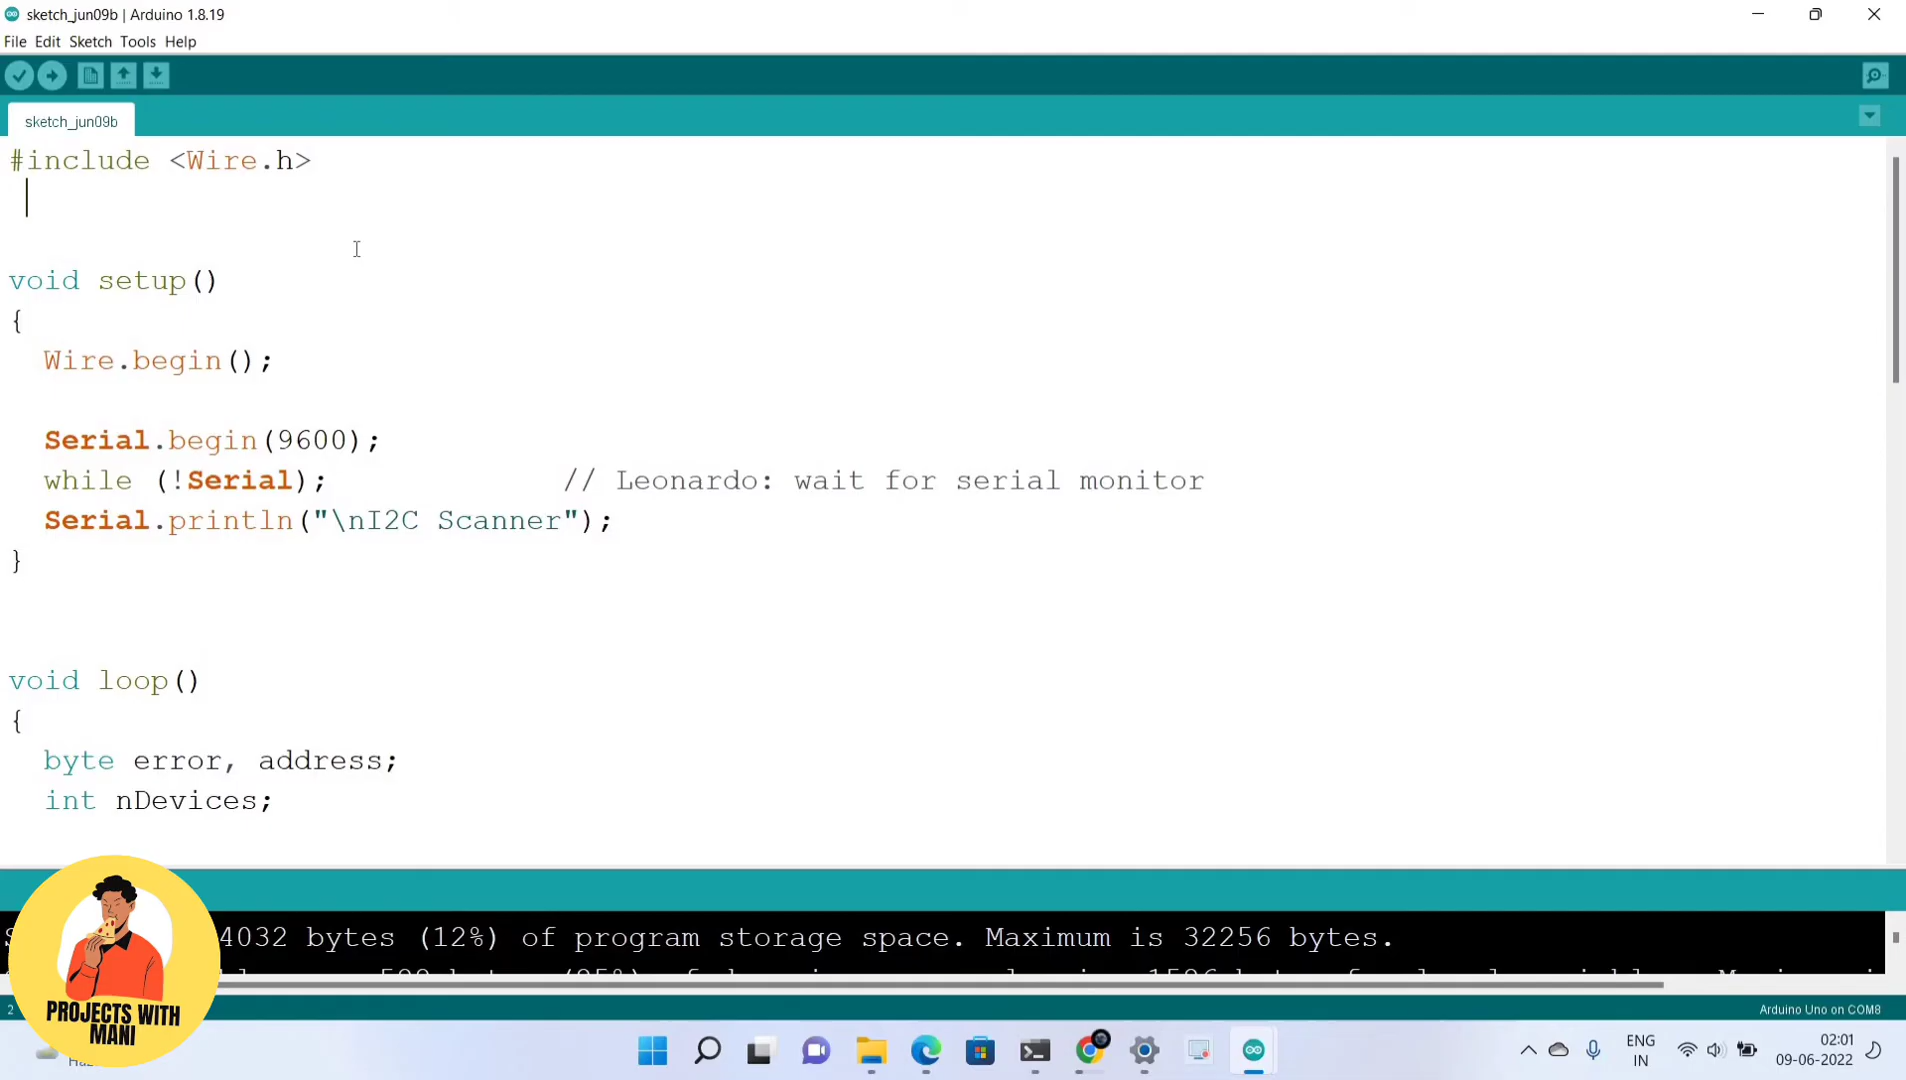 sketch_jun09b | Arduino 1.8.19
File Edit Sketch Tools Help
sketch_jun09b
#include <Wire.h>
void setup()
{
Wire.begin();
Serial.begin(9600);
while (!Serial); // Leonardo: wait for serial monitor
Serial.println("\nI2C Scanner");
}
void loop()
{
byte error, address;
int nDevices;
4032 bytes (12%) of program storage space. Maximum is 32256 bytes.
2
Arduino Uno on COM8
PROJECTS WITH
MANI
ENG
IN
02:01
09-06-2022